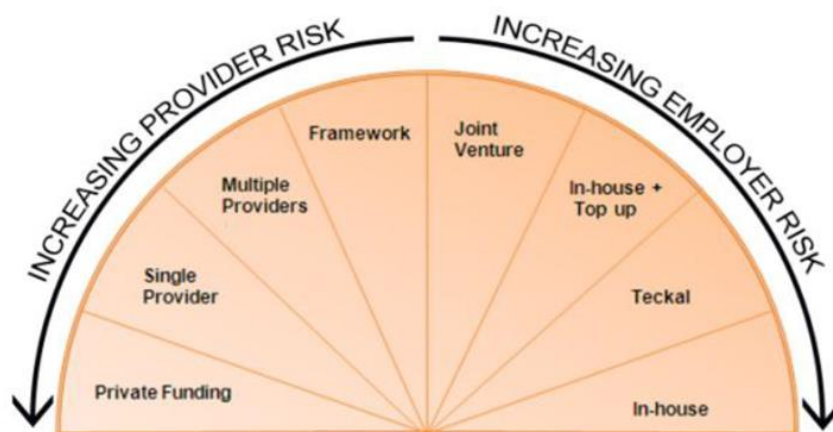 INCREASING PROVIDER RISK
INCREASING EMPLOYER RISK
Framework
Joint
Venture
Multiple
Providers
In-house +
Top up
Single
Provider
Teckal
Private Funding
In-house